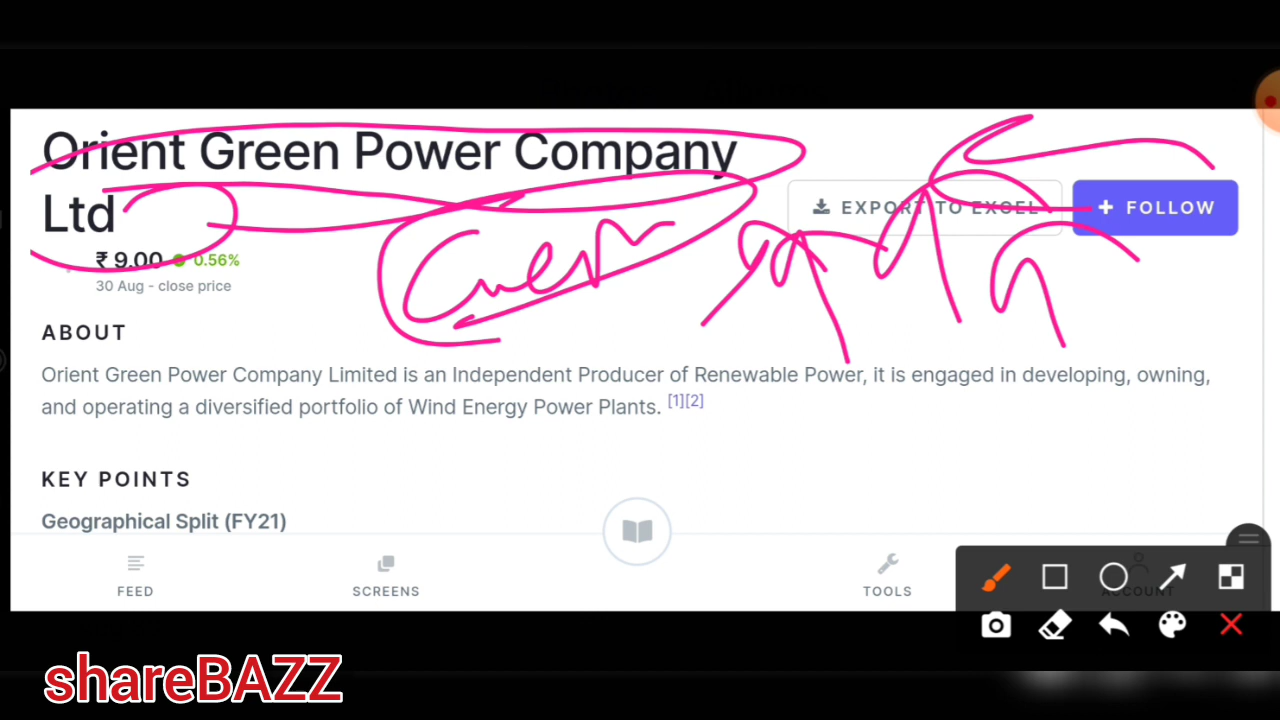 Orient Green Power Company
Ltd
EXPORT TO EXCEL
+ FOLLOW
₹ 9.00 0.56%
30 Aug - close price
ABOUT
Orient Green Power Company Limited is an Independent Producer of Renewable Power, it is engaged in developing, owning,
and operating a diversified portfolio of Wind Energy Power Plants. [1][2]
KEY POINTS
Geographical Split (FY21)
FEED
SCREENS
TOOLS
ACCOUNT
shareBAZZ